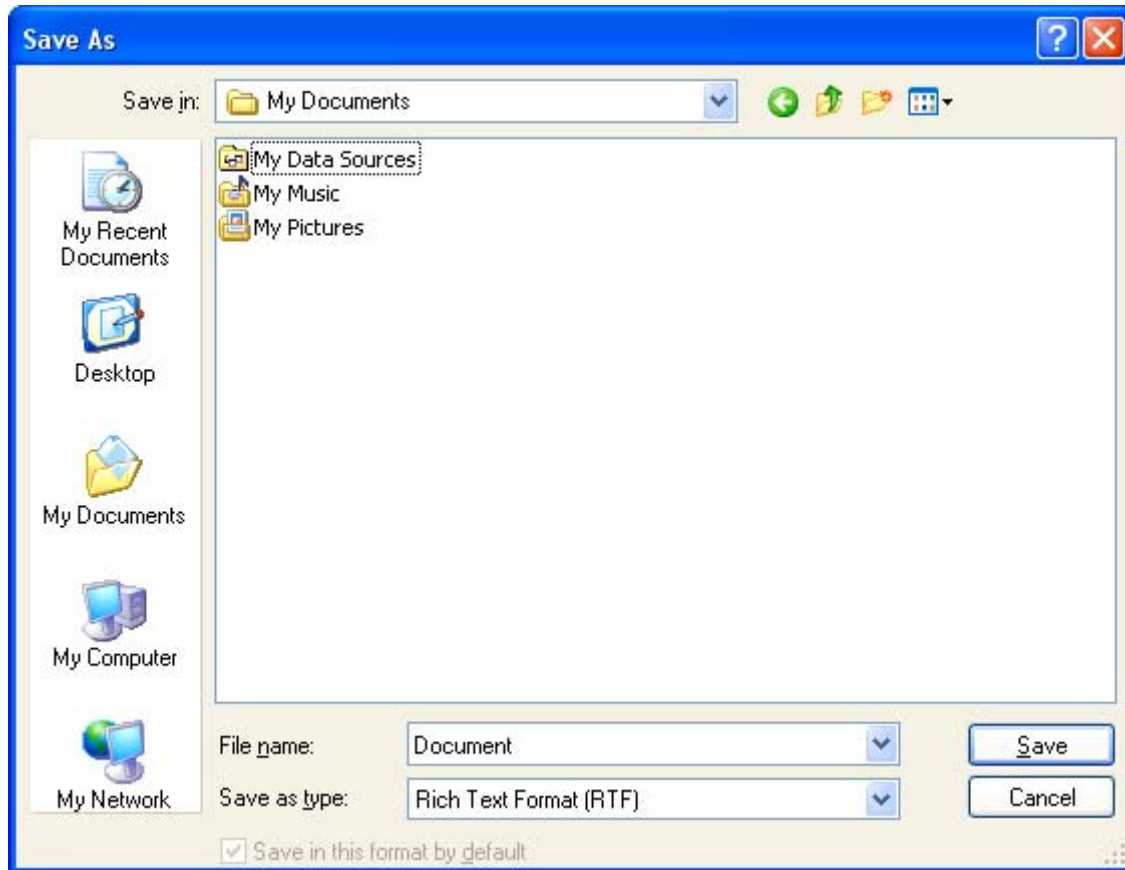 Save As
Save in:
My Documents
My Data Sources
My Music
My Pictures
My Recent
Documents
Desktop
My Documents
My Computer
My Network
File name:
Document
Save
Save as type:
Rich Text Format (RTF)
Cancel
Save in this format by default